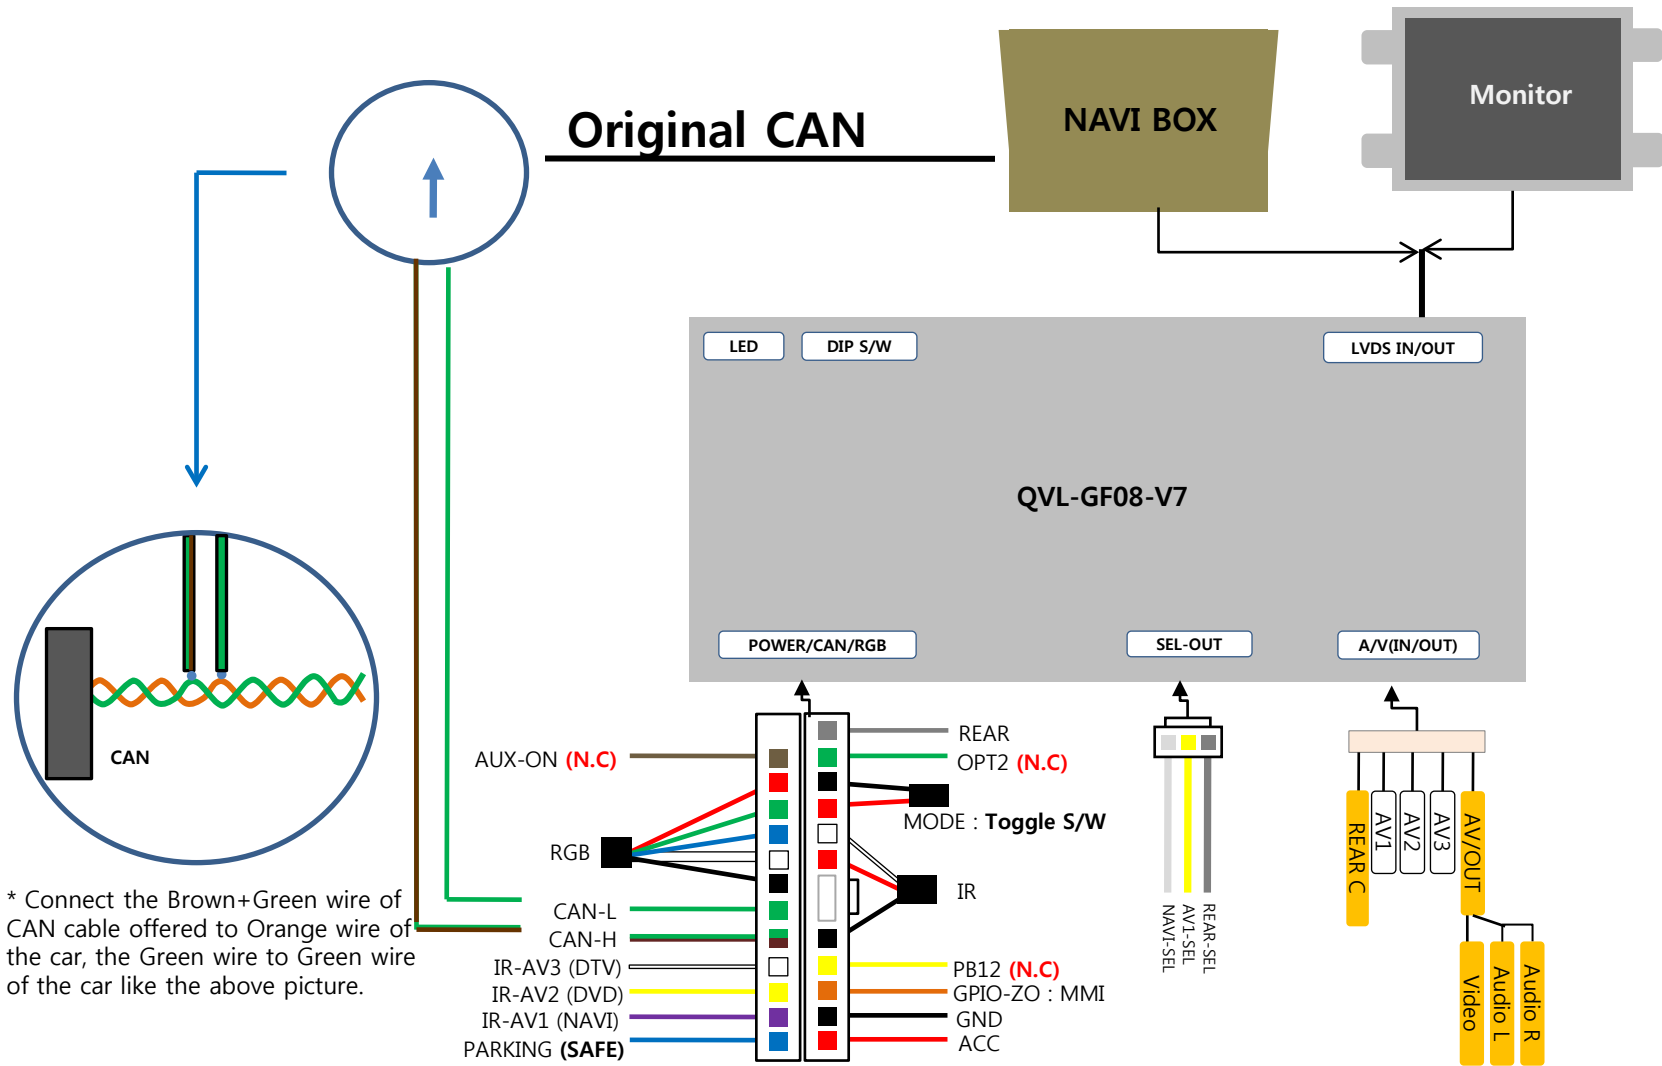 Original CAN
NAVI BOX
Monitor
LED
DIP S/W
LVDS IN/OUT
QVL-GF08-V7
POWER/CAN/RGB
SEL-OUT
A/V(IN/OUT)
CAN
* Connect the Brown+Green wire of
CAN cable offered to Orange wire of
the car, the Green wire to Green wire
of the car like the above picture.
AUX-ON (N.C)
RGB
CAN-L
CAN-H
IR-AV3 (DTV)
IR-AV2 (DVD)
IR-AV1 (NAVI)
PARKING (SAFE)
REAR
OPT2 (N.C)
MODE : Toggle S/W
IR
PB12 (N.C)
GPIO-ZO : MMI
GND
ACC
NAVI-SEL
AV1-SEL
REAR-SEL
REAR C
AV1
AV2
AV3
AV/OUT
Video
Audio L
Audio R